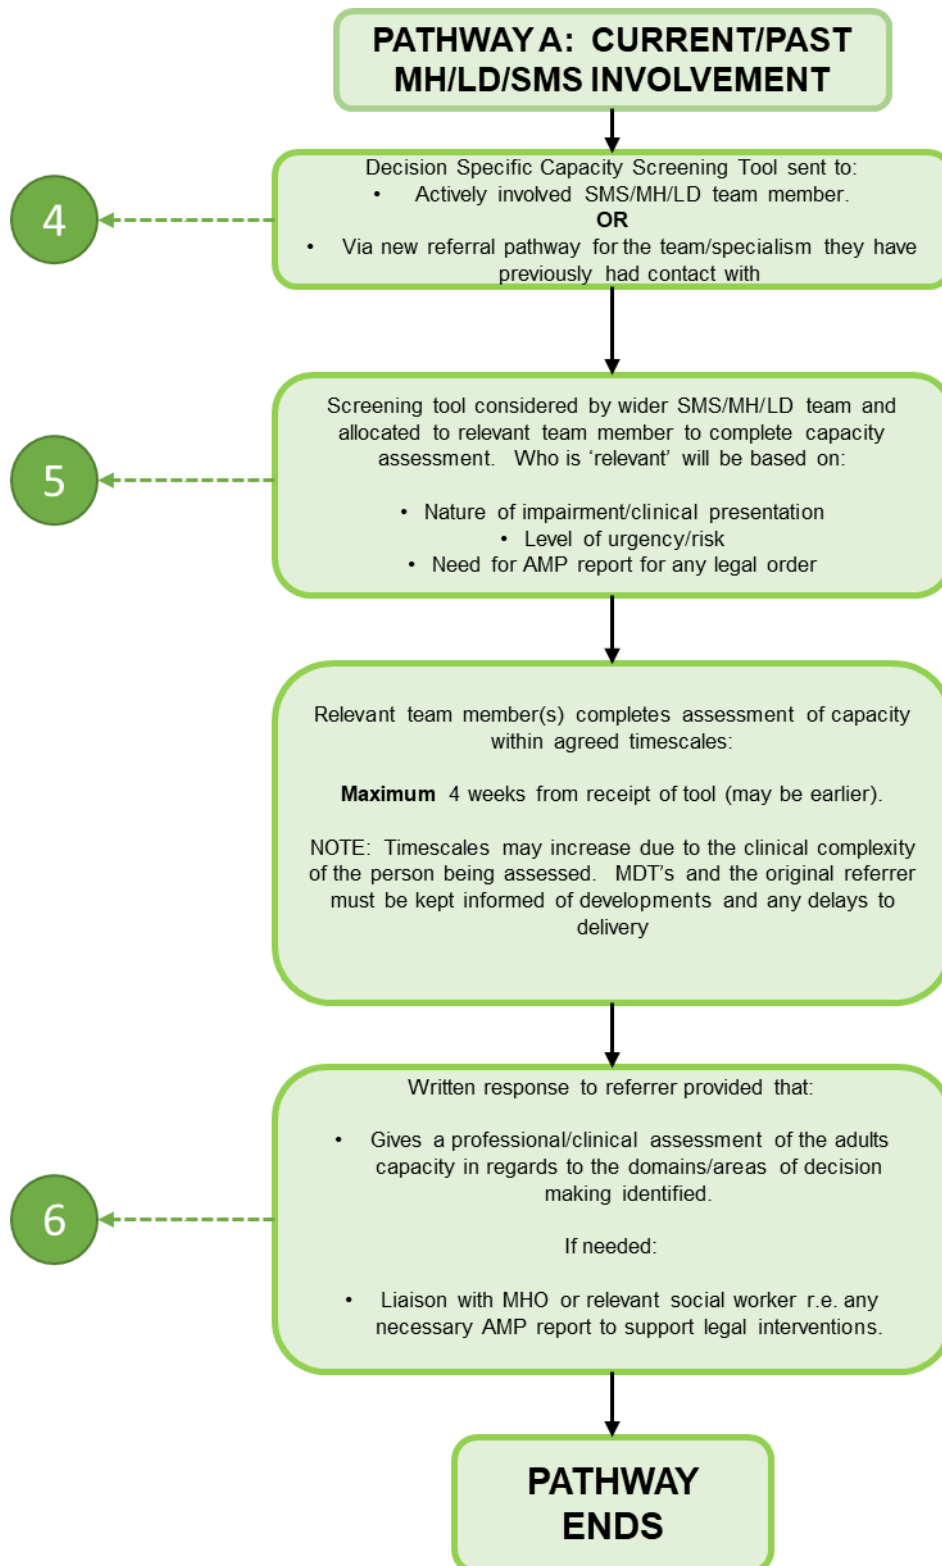 PATHWAY A: CURRENT/PAST
MH/LD/SMS INVOLVEMENT
Decision Specific Capacity Screening Tool sent to:
• Actively involved SMS/MH/LD team member.
OR
• Via new referral pathway for the team/specialism they have
previously had contact with
4
Screening tool considered by wider SMS/MH/LD team and
allocated to relevant team member to complete capacity
assessment. Who is ‘relevant’ will be based on:
• Nature of impairment/clinical presentation
• Level of urgency/risk
• Need for AMP report for any legal order
5
Relevant team member(s) completes assessment of capacity
within agreed timescales:
Maximum 4 weeks from receipt of tool (may be earlier).
NOTE: Timescales may increase due to the clinical complexity
of the person being assessed. MDT’s and the original referrer
must be kept informed of developments and any delays to
delivery
Written response to referrer provided that:
• Gives a professional/clinical assessment of the adults
capacity in regards to the domains/areas of decision
making identified.
If needed:
• Liaison with MHO or relevant social worker r.e. any
necessary AMP report to support legal interventions.
6
PATHWAY
ENDS